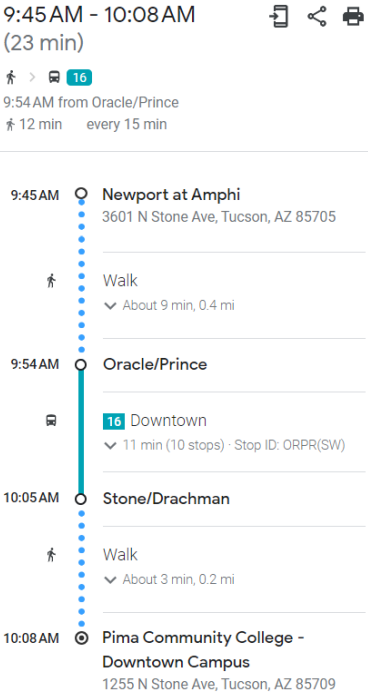 9:45 AM - 10:08 AM
(23 min)
16
9:54 AM from Oracle/Prince
12 min every 15 min
9:45 AM Newport at Amphi
3601 N Stone Ave, Tucson, AZ 85705
Walk
About 9 min, 0.4 mi
9:54 AM Oracle/Prince
16 Downtown
11 min (10 stops) · Stop ID: ORPR(SW)
10:05 AM Stone/Drachman
Walk
About 3 min, 0.2 mi
10:08 AM Pima Community College -
Downtown Campus
1255 N Stone Ave, Tucson, AZ 85709